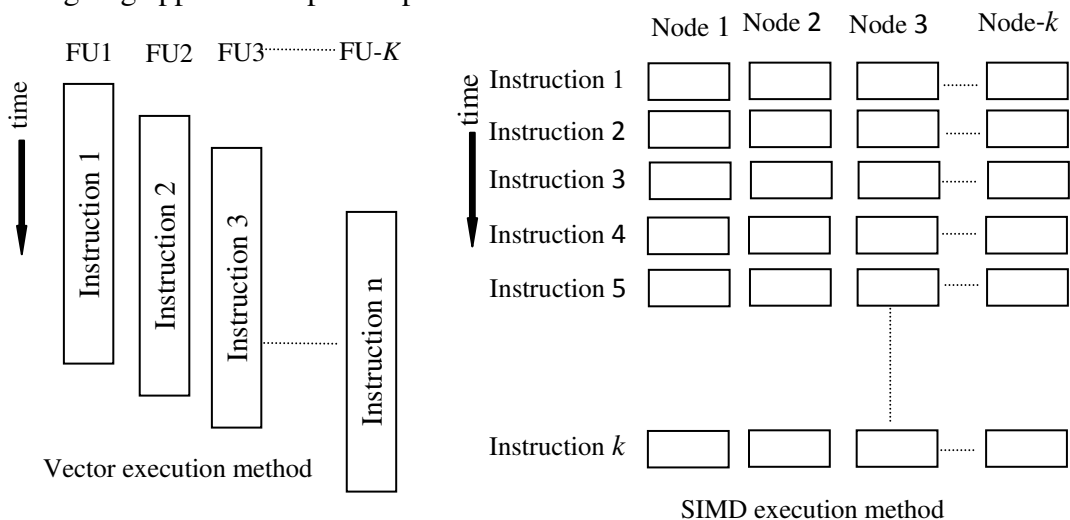 FU1 FU2 FU3 FU-K
time
Instruction 1
Instruction 2
Instruction 3
Instruction n
Vector execution method
Node 1 Node 2 Node 3 Node-k
time
Instruction 1
Instruction 2
Instruction 3
Instruction 4
Instruction 5
Instruction k
SIMD execution method